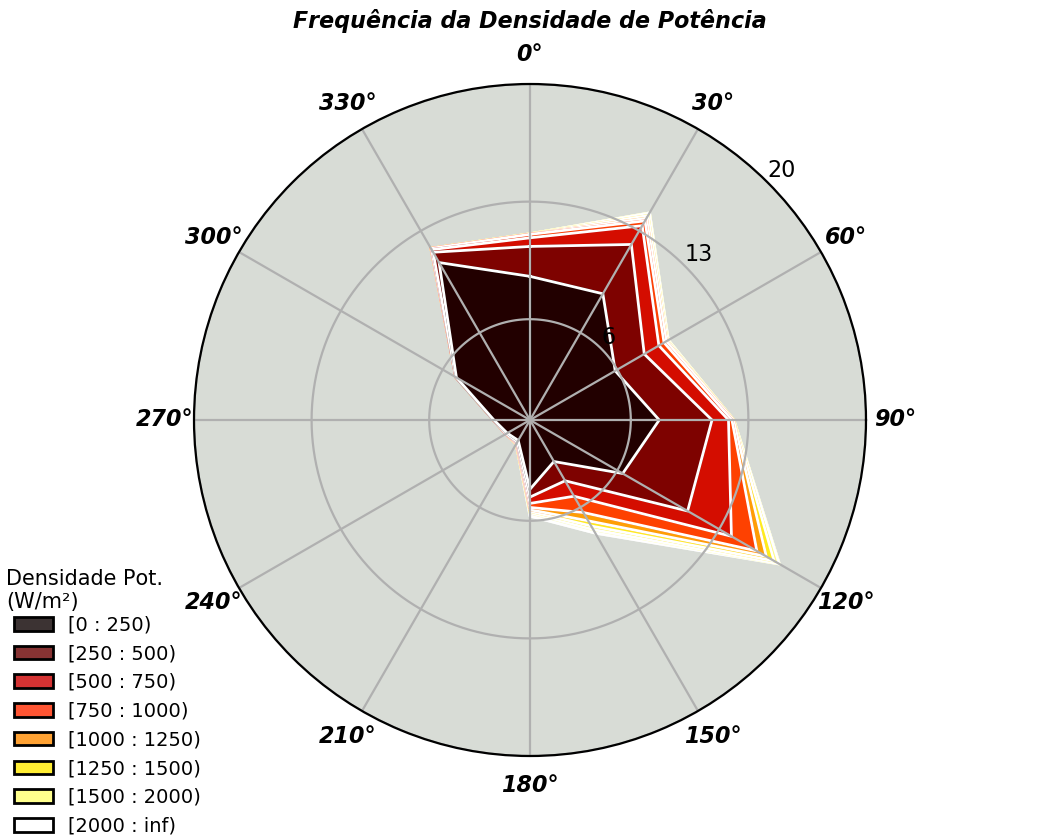 Frequência da Densidade de Potência
0°
330°
30°
20
300°
60°
13
6
270°
90°
Densidade Pot.
(W/m²)
240°
120°
[0 : 250)
[250 : 500)
[500 : 750)
[750 : 1000)
210°
150°
[1000 : 1250)
[1250 : 1500)
180°
[1500 : 2000)
[2000 : inf)